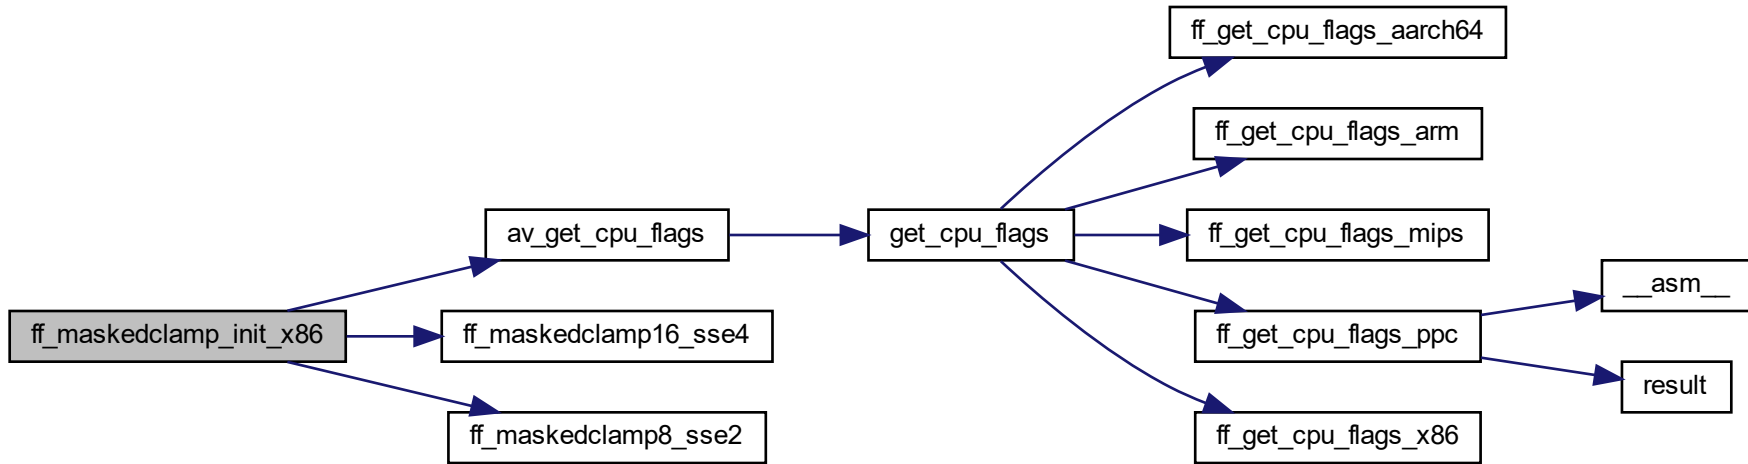 ff_get_cpu_flags_aarch64
ff_get_cpu_flags_arm
av_get_cpu_flags
get_cpu_flags
ff_get_cpu_flags_mips
__asm__
ff_maskedclamp_init_x86
ff_maskedclamp16_sse4
ff_get_cpu_flags_ppc
result
ff_maskedclamp8_sse2
ff_get_cpu_flags_x86